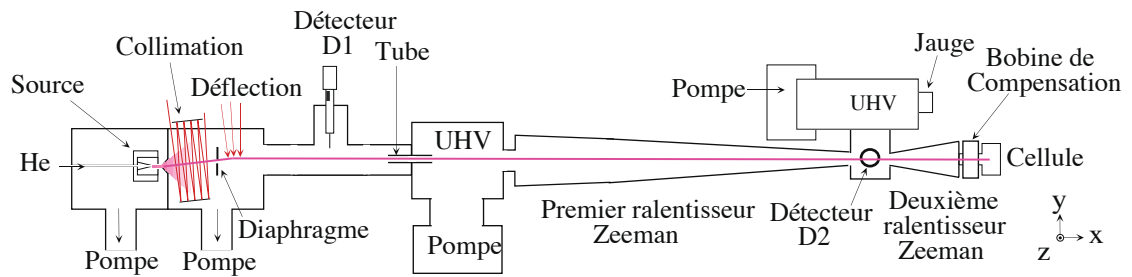 Détecteur
D1
Collimation
Tube
Source
Déflection
He
Diaphragme
Pompe
Pompe
UHV
Pompe
Premier ralentisseur
Zeeman
Pompe
UHV
Jauge
Bobine de
Compensation
Cellule
Détecteur
D2
Deuxième
ralentisseur
Zeeman
y
z
x